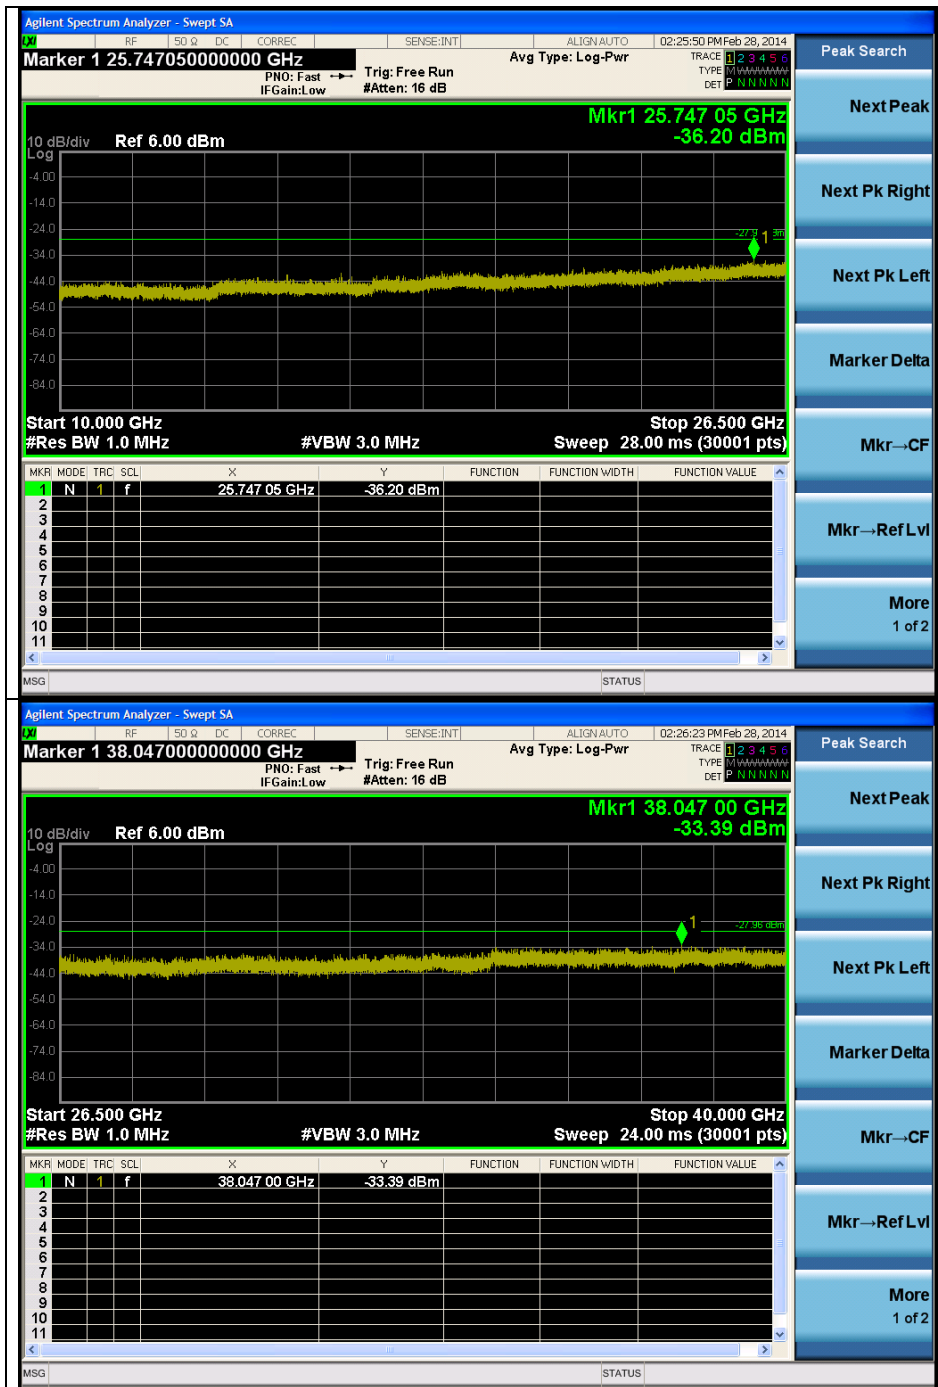 Agilent Spectrum Analyzer - Swept SA
LXI RF 50 Ω DC CORREC SENSE:INT ALIGN AUTO 02:25:50 PM Feb 28, 2014
Marker 1 25.747050000000 GHz
PNO: Fast
IFGain:Low
Trig: Free Run
#Atten: 16 dB
Avg Type: Log-Pwr
TRACE 1 2 3 4 5 6
TYPE M WWWWW
DET P N N N N N
Peak Search
Next Peak
Next Pk Right
Next Pk Left
Marker Delta
Mkr→CF
Mkr→Ref Lvl
More
1 of 2
Mkr1 25.747 05 GHz
-36.20 dBm
10 dB/div Ref 6.00 dBm
Log
-4.00
-14.0
-24.0
-34.0
-44.0
-54.0
-64.0
-74.0
-84.0
1
Start 10.000 GHz Stop 26.500 GHz
#Res BW 1.0 MHz #VBW 3.0 MHz Sweep 28.00 ms (30001 pts)
MKR MODE TRC SCL X Y FUNCTION FUNCTION WIDTH FUNCTION VALUE
1 N 1 f 25.747 05 GHz -36.20 dBm
2
3
4
5
6
7
8
9
10
11
MSG STATUS
Agilent Spectrum Analyzer - Swept SA
LXI RF 50 Ω DC CORREC SENSE:INT ALIGN AUTO 02:26:23 PM Feb 28, 2014
Marker 1 38.047000000000 GHz
PNO: Fast
IFGain:Low
Trig: Free Run
#Atten: 16 dB
Avg Type: Log-Pwr
TRACE 1 2 3 4 5 6
TYPE M WWWWW
DET P N N N N N
Peak Search
Next Peak
Next Pk Right
Next Pk Left
Marker Delta
Mkr→CF
Mkr→Ref Lvl
More
1 of 2
Mkr1 38.047 00 GHz
-33.39 dBm
10 dB/div Ref 6.00 dBm
Log
-4.00
-14.0
-24.0
-34.0
-44.0
-54.0
-64.0
-74.0
-84.0
1
-27.96 dBm
Start 26.500 GHz Stop 40.000 GHz
#Res BW 1.0 MHz #VBW 3.0 MHz Sweep 24.00 ms (30001 pts)
MKR MODE TRC SCL X Y FUNCTION FUNCTION WIDTH FUNCTION VALUE
1 N 1 f 38.047 00 GHz -33.39 dBm
2
3
4
5
6
7
8
9
10
11
MSG STATUS